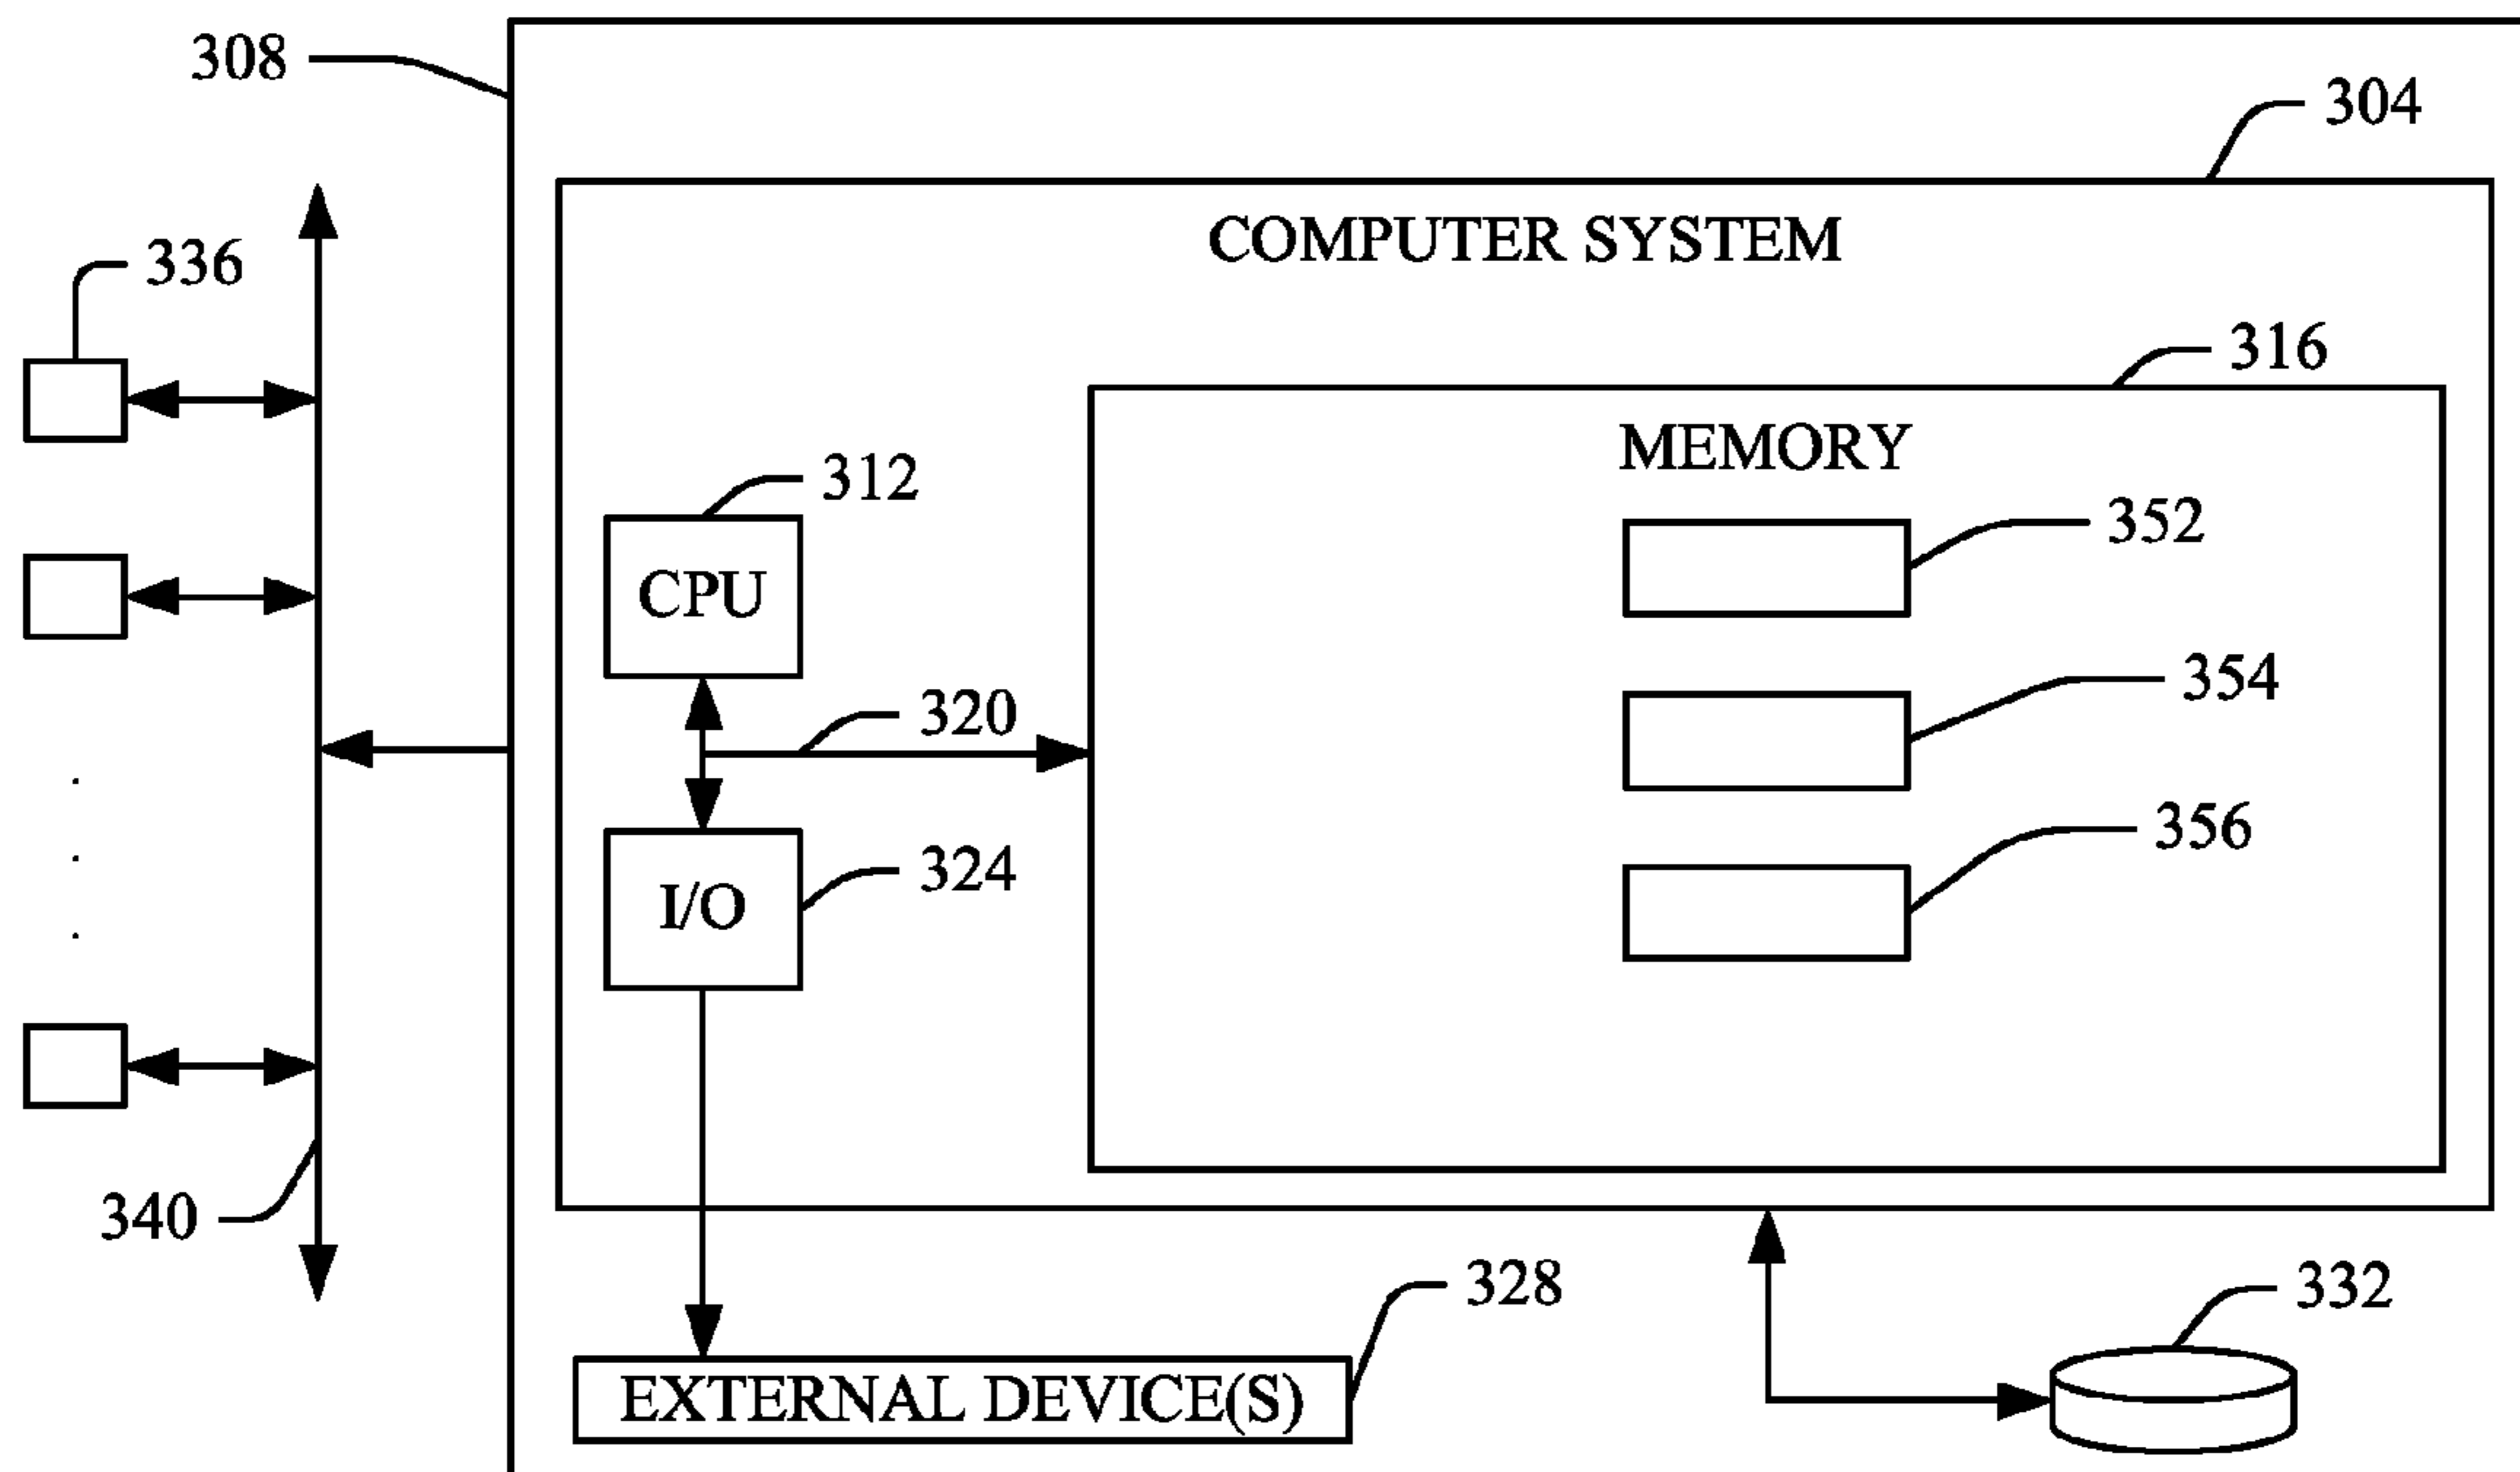 308
304
COMPUTER SYSTEM
336
316
MEMORY
312
352
CPU
354
320
356
324
I/O
340
328
332
EXTERNAL DEVICE(S)